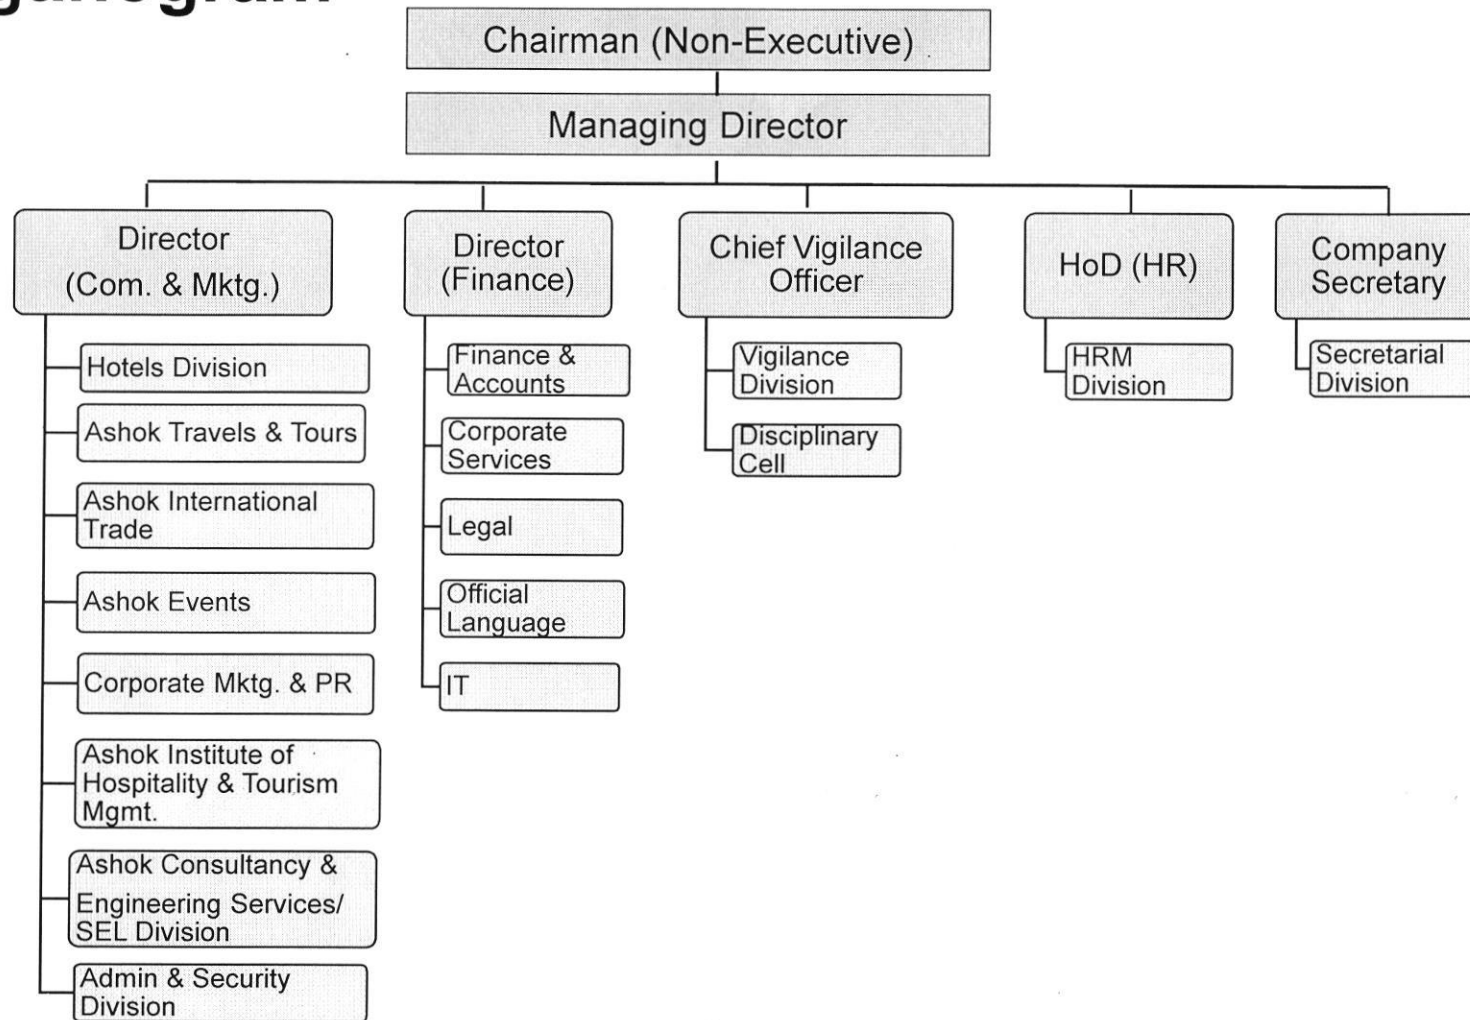 Chairman (Non-Executive)
Managing Director
Director
(Com. & Mktg.)
Hotels Division
Ashok Travels & Tours
Ashok International
Trade
Ashok Events
Corporate Mktg. & PR
Ashok Institute of
Hospitality & Tourism
Mgmt.
Ashok Consultancy &
Engineering Services/
SEL Division
Admin & Security
Division
Director
(Finance)
Finance &
Accounts
Corporate
Services
Legal
Official
Language
IT
Chief Vigilance
Officer
Vigilance
Division
Disciplinary
Cell
HoD (HR)
HRM
Division
Company
Secretary
Secretarial
Division